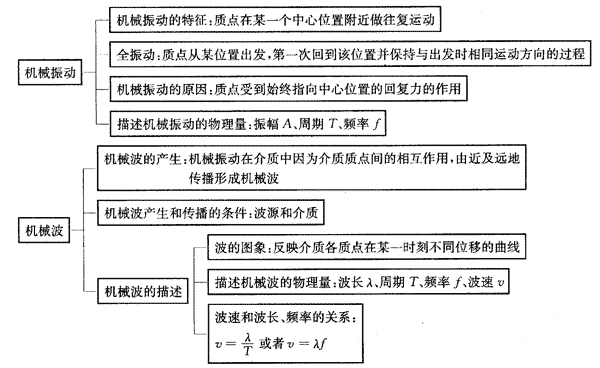 机械振动
机械振动的特征:质点在某一个中心位置附近做往复运动
全振动:质点从某位置出发,第一次回到该位置并保持与出发时相同运动方向的过程
机械振动的原因:质点受到始终指向中心位置的回复力的作用
描述机械振动的物理量:振幅 A、周期 T、频率 f
机械波
机械波的产生:机械振动在介质中因为介质质点间的相互作用,由近及远地
传播形成机械波
机械波产生和传播的条件:波源和介质
机械波的描述
波的图象:反映介质各质点在某一时刻不同位移的曲线
描述机械波的物理量:波长 λ、周期 T、频率 f、波速 v
波速和波长、频率的关系:
v = λ/T 或者 v = λf